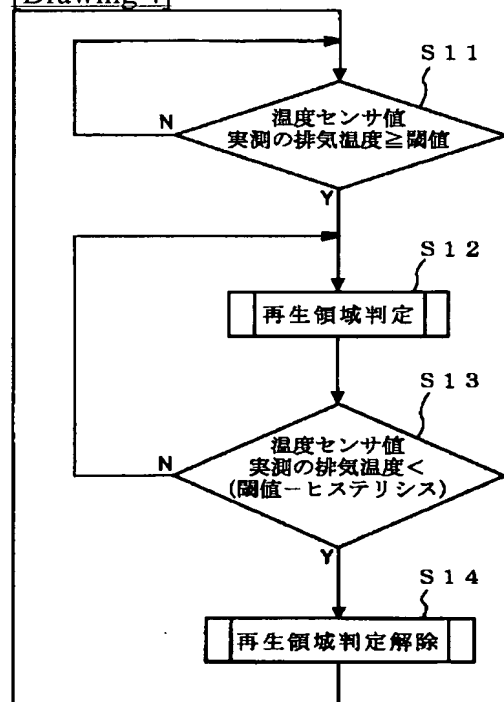 [Drawing 4]
S11
温度センサ値
実測の排気温度≧閾値
N
Y
S12
再生領域判定
S13
温度センサ値
実測の排気温度<
(閾値－ヒステリシス)
N
Y
S14
再生領域判定解除